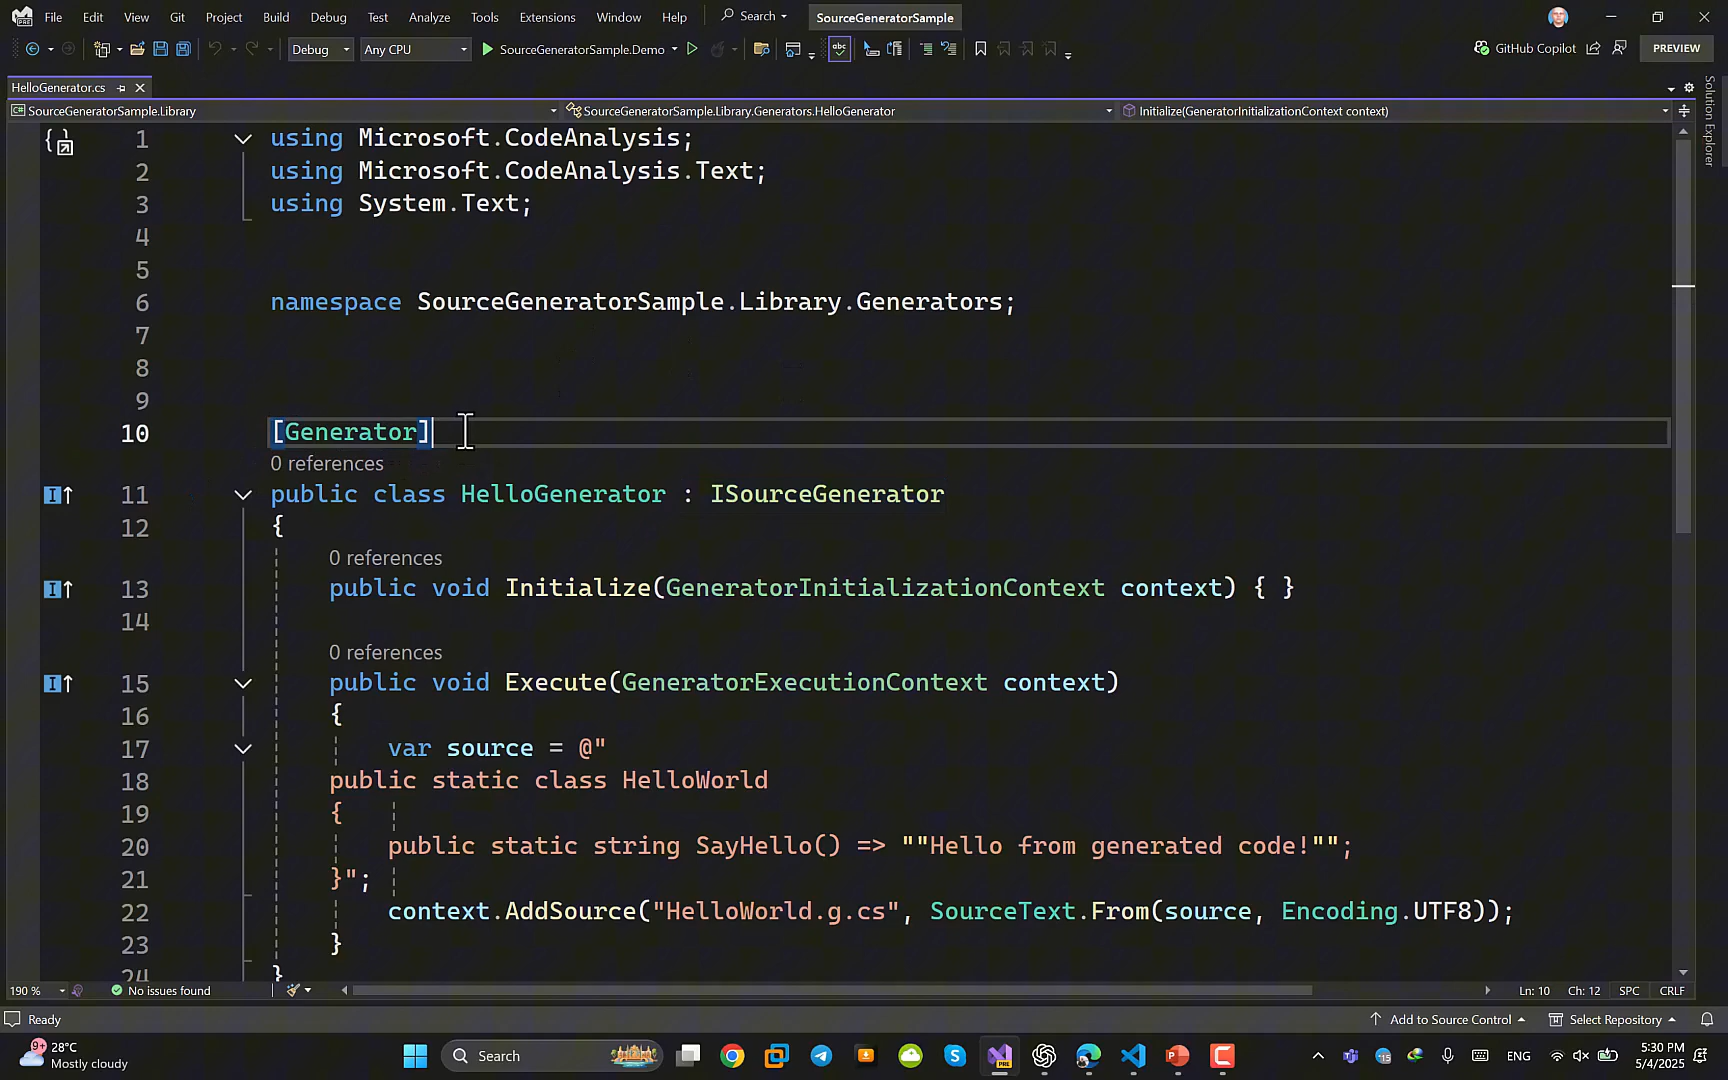 File Edit View Git Project Build Debug Test Analyze Tools Extensions Window Help Search SourceGeneratorSample
Debug Any CPU SourceGeneratorSample.Demo GitHub Copilot PREVIEW
HelloGenerator.cs
SourceGeneratorSample.Library SourceGeneratorSample.Library.Generators.HelloGenerator Initialize(GeneratorInitializationContext context)
Solution Explorer
1 using Microsoft.CodeAnalysis;
2 using Microsoft.CodeAnalysis.Text;
3 using System.Text;
4
5
6 namespace SourceGeneratorSample.Library.Generators;
7
8
9
10 [Generator]
0 references
11 public class HelloGenerator : ISourceGenerator
12 {
0 references
13 public void Initialize(GeneratorInitializationContext context) { }
14
0 references
15 public void Execute(GeneratorExecutionContext context)
16 {
17 var source = @"
18 public static class HelloWorld
19 {
20 public static string SayHello() => ""Hello from generated code!"";
21 }";
22 context.AddSource("HelloWorld.g.cs", SourceText.From(source, Encoding.UTF8));
23 }
24 }
190 % No issues found Ln: 10 Ch: 12 SPC CRLF
Ready Add to Source Control Select Repository
9+ 28°C
Mostly cloudy
Search
ENG
5:30 PM
5/4/2025